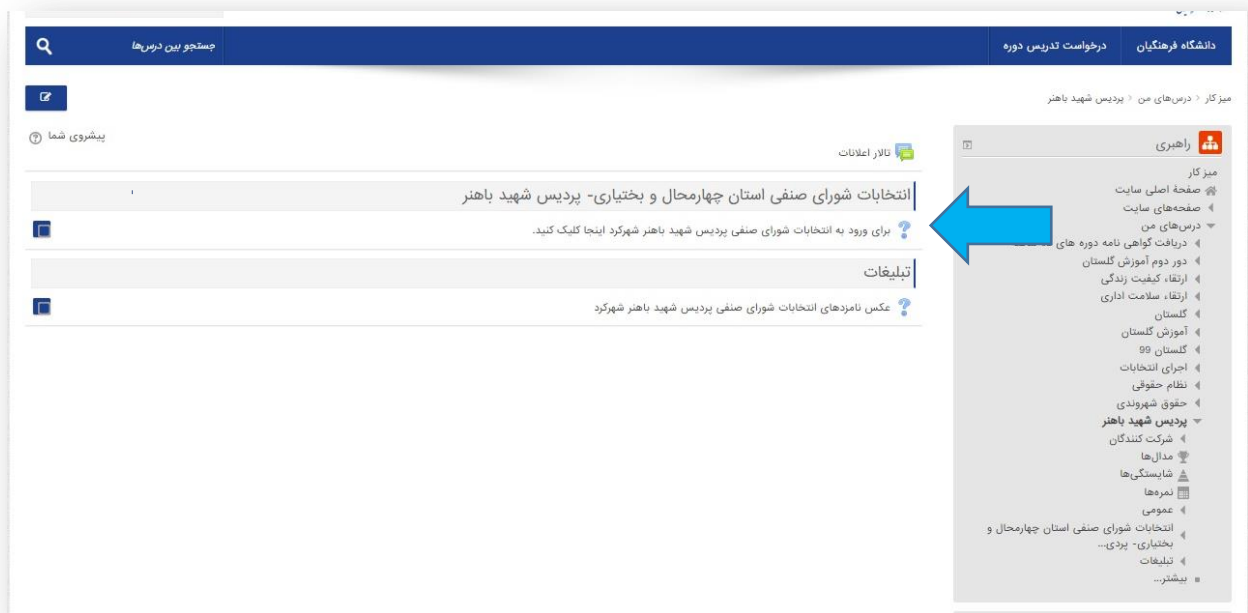 دانشگاه فرهنگیان
درخواست تدریس دوره
جستجو بین درس‌ها
میز کار › درس‌های من › پردیس شهید باهنر
راهبری
میز کار
صفحهٔ اصلی سایت
صفحه‌های سایت
درس‌های من
دریافت گواهی نامه دوره های
دور دوم آموزش گلستان
ارتقاء کیفیت زندگی
ارتقاء سلامت اداری
گلستان
آموزش گلستان
گلستان 99
اجرای انتخابات
نظام حقوقی
حقوق شهروندی
پردیس شهید باهنر
شرکت کنندگان
مدال‌ها
شایستگی‌ها
نمره‌ها
عمومی
انتخابات شورای صنفی استان چهارمحال و
بختیاری- پردی...
تبلیغات
بیشتر...
پیشروی شما
تالار اعلانات
انتخابات شورای صنفی استان چهارمحال و بختیاری- پردیس شهید باهنر
برای ورود به انتخابات شورای صنفی پردیس شهید باهنر شهرکرد اینجا کلیک کنید.
تبلیغات
عکس نامزدهای انتخابات شورای صنفی پردیس شهید باهنر شهرکرد